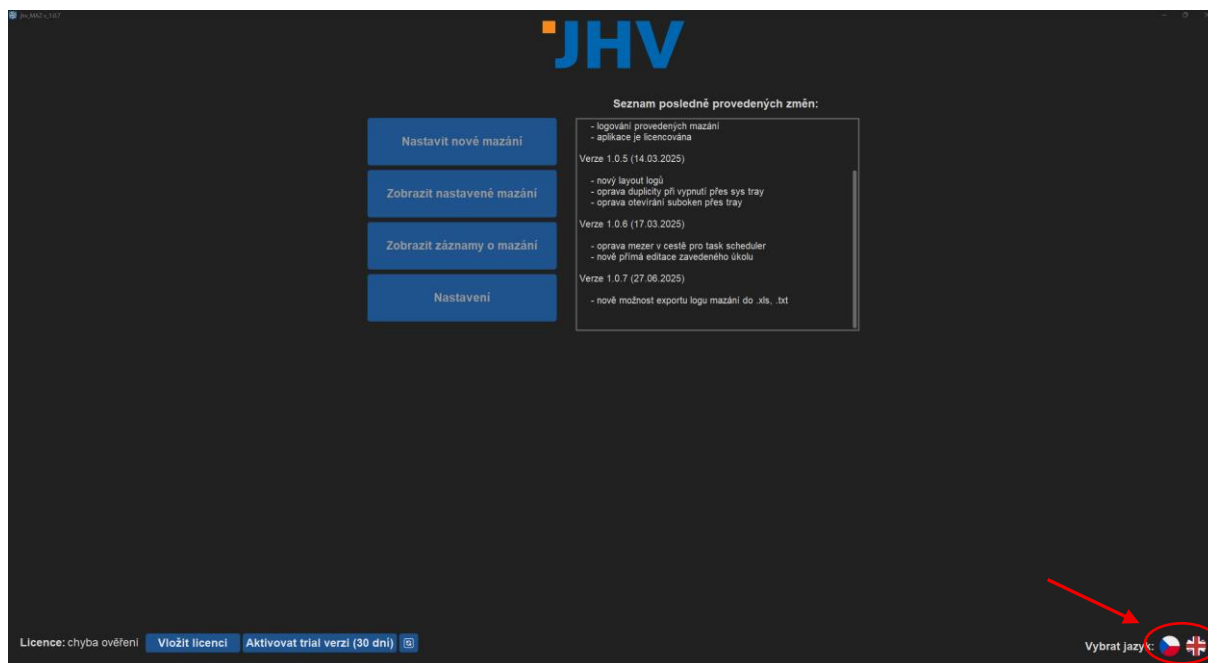 jhv_MAZ v_1.0.7
JHV
Seznam posledně provedených změn:
Nastavit nové mazání
Zobrazit nastavené mazání
Zobrazit záznamy o mazání
Nastavení
- logování provedených mazání
- aplikace je licencována
Verze 1.0.5 (14.03.2025)
- nový layout logů
- oprava duplicity při vypnutí přes sys tray
- oprava otevírání suboken přes tray
Verze 1.0.6 (17.03.2025)
- oprava mezer v cestě pro task scheduler
- nově přímá editace zavedeného úkolu
Verze 1.0.7 (27.06.2025)
- nově možnost exportu logu mazání do .xls, .txt
Licence: chyba ověření
Vložit licenci
Aktivovat trial verzi (30 dní)
Vybrat jazyk: